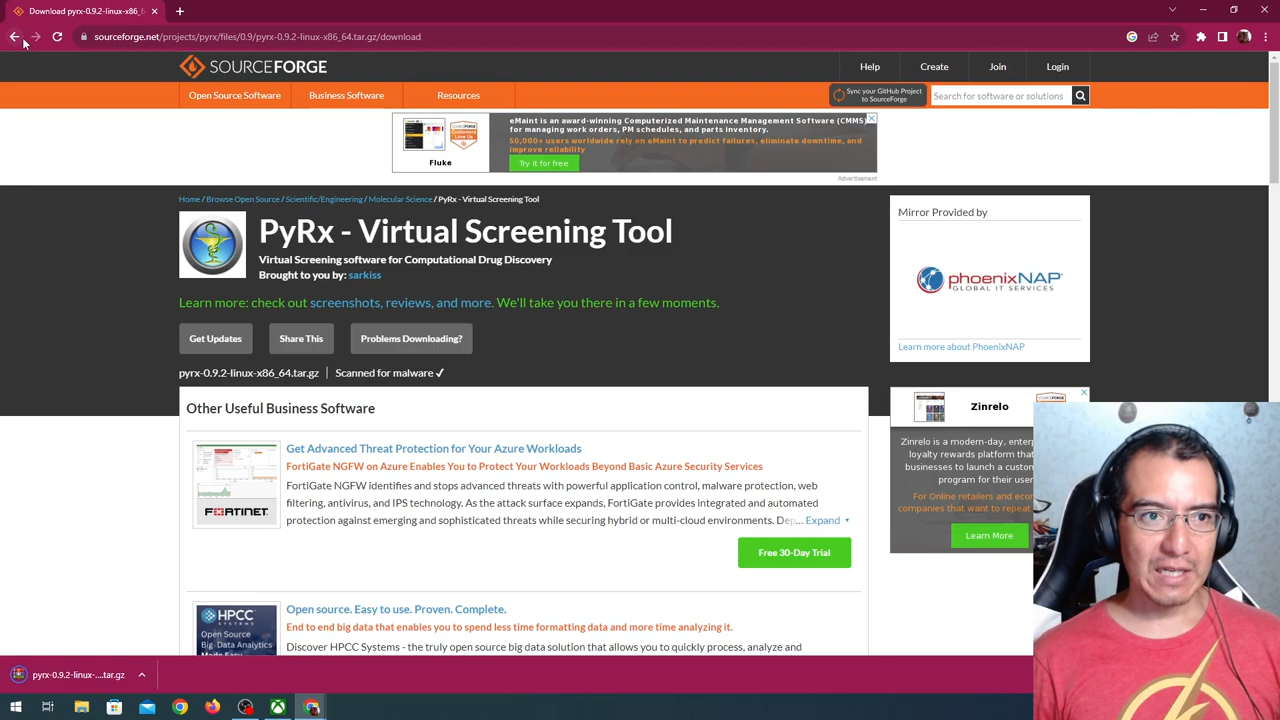 Download pyrx-0.9.2-linux-x86_6
sourceforge.net/projects/pyrx/files/0.9/pyrx-0.9.2-linux-x86_64.tar.gz/download
SOURCEFORGE
Help
Create
Join
Login
Open Source Software
Business Software
Resources
Sync your GitHub Project
to SourceForge
Search for software or solutions
Fluke
eMaint is an award-winning Computerized Maintenance Management Software (CMMS)
for managing work orders, PM schedules, and parts inventory.
50,000+ users worldwide rely on eMaint to predict failures, eliminate downtime, and
improve reliability
Try it for free
Advertisement
Home / Browse Open Source / Scientific/Engineering / Molecular Science / PyRx - Virtual Screening Tool
PyRx - Virtual Screening Tool
Virtual Screening software for Computational Drug Discovery
Brought to you by: sarkiss
Learn more: check out screenshots, reviews, and more. We'll take you there in a few moments.
Get Updates
Share This
Problems Downloading?
pyrx-0.9.2-linux-x86_64.tar.gz
Scanned for malware ✓
Mirror Provided by
phoenixNAP
GLOBAL IT SERVICES
Learn more about PhoenixNAP
Other Useful Business Software
Get Advanced Threat Protection for Your Azure Workloads
FortiGate NGFW on Azure Enables You to Protect Your Workloads Beyond Basic Azure Security Services
FortiGate NGFW identifies and stops advanced threats with powerful application control, malware protection, web
filtering, antivirus, and IPS technology. As the attack surface expands, FortiGate provides integrated and automated
protection against emerging and sophisticated threats while securing hybrid or multi-cloud environments. Dep... Expand
FORTINET
Free 30-Day Trial
Open source. Easy to use. Proven. Complete.
End to end big data that enables you to spend less time formatting data and more time analyzing it.
Discover HPCC Systems - the truly open source big data solution that allows you to quickly process, analyze and
HPCC
SYSTEMS
Open Source
Big Data Analytics
Made Easy
Zinrelo
Zinrelo is a modern-day,
loyalty rewards platform that
businesses to launch a custom
program for their
For Online retailers and
companies that want to repeat
Learn More
pyrx-0.9.2-linux-....tar.gz